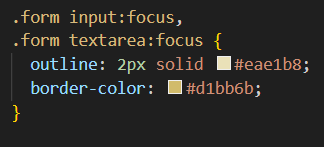 .form input:focus,
.form textarea:focus {
  outline: 2px solid #eae1b8;
  border-color: #d1bb6b;
}